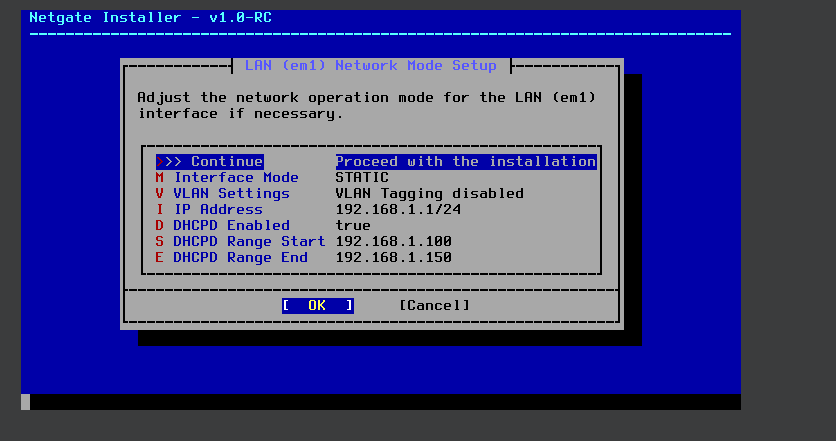 Netgate Installer - v1.0-RC
LAN (em1) Network Mode Setup
Adjust the network operation mode for the LAN (em1)
interface if necessary.
>>> Continue Proceed with the installation
M Interface Mode STATIC
V VLAN Settings VLAN Tagging disabled
I IP Address 192.168.1.1/24
D DHCPD Enabled true
S DHCPD Range Start 192.168.1.100
E DHCPD Range End 192.168.1.150
[ OK ] [Cancel]